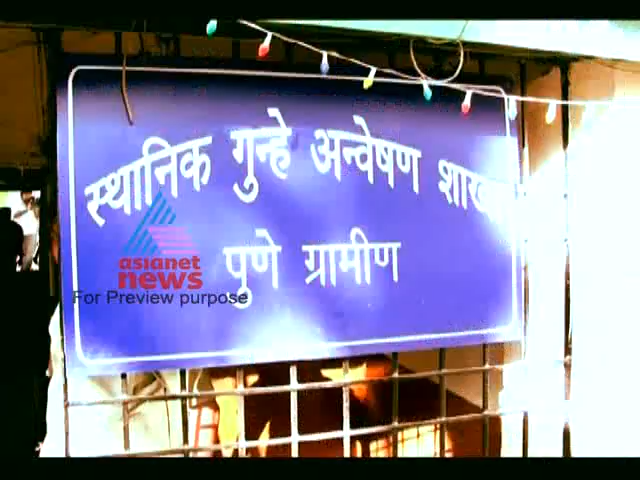 स्थानिक गुन्हे अन्वेषण शाखा
पुणे ग्रामीण
asianet
news
For Preview purpose